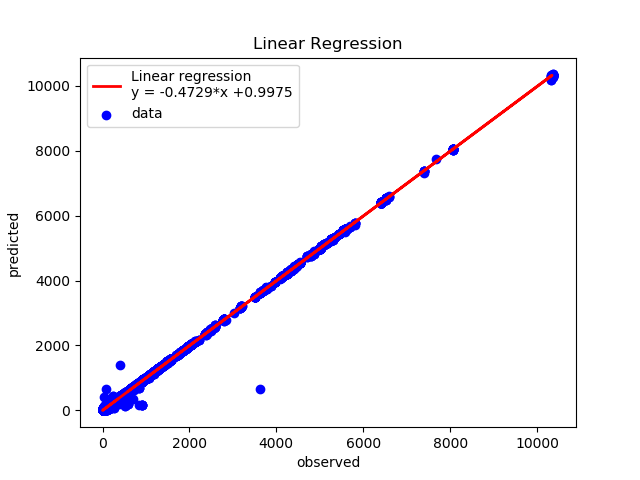 Linear Regression
Linear regression
y = -0.4729*x +0.9975
data
10000
8000
6000
4000
2000
0
predicted
0 2000 4000 6000 8000 10000
observed